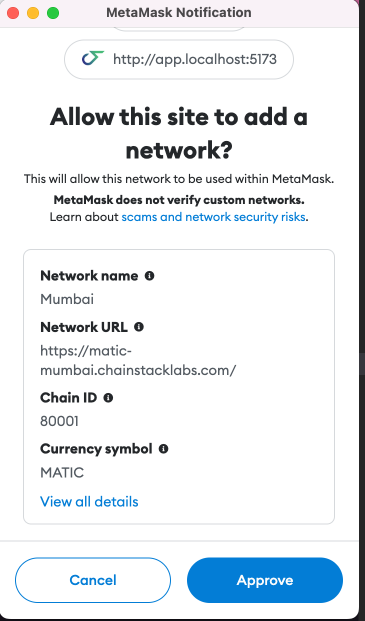 MetaMask Notification
http://app.localhost:5173
Allow this site to add a
network?
This will allow this network to be used within MetaMask.
MetaMask does not verify custom networks.
Learn about scams and network security risks.
Network name
Mumbai
Network URL
https://matic-
mumbai.chainstacklabs.com/
Chain ID
80001
Currency symbol
MATIC
View all details
Cancel
Approve